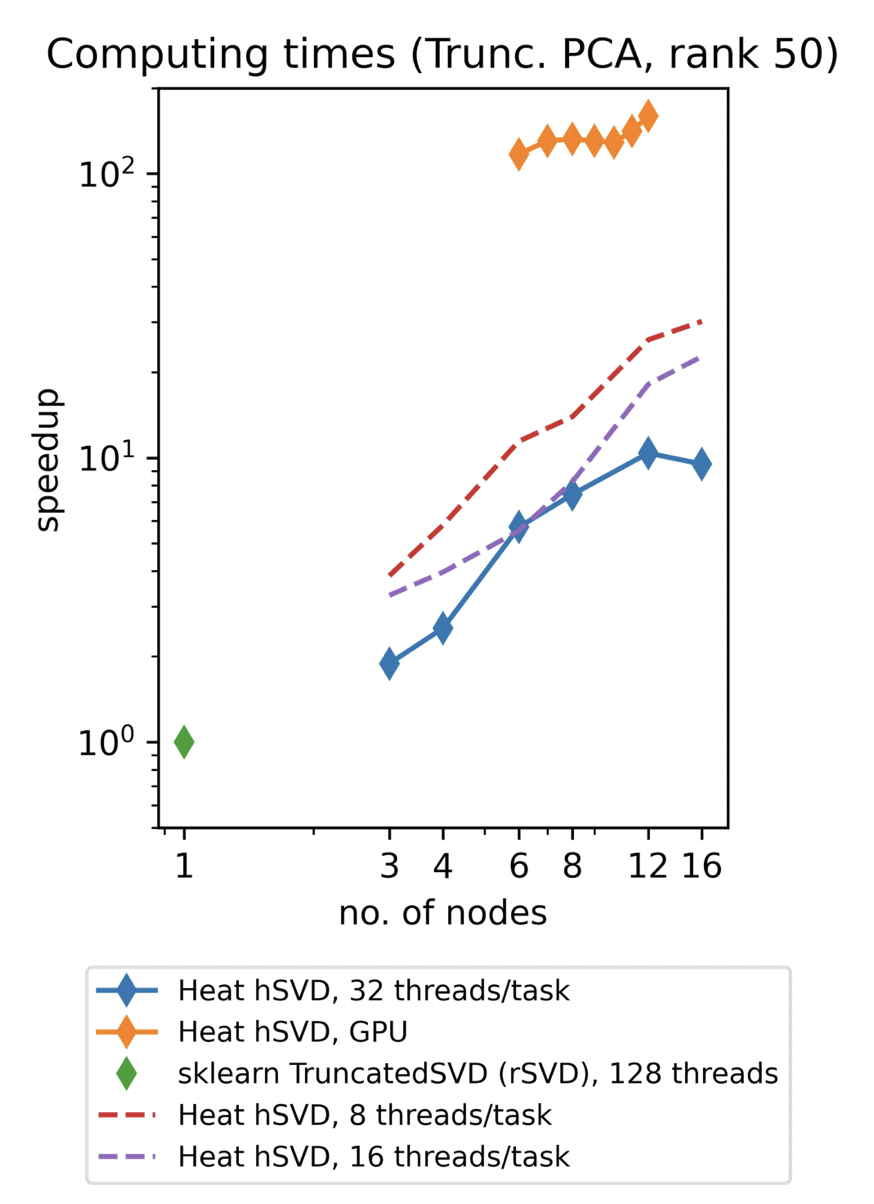 Computing times (Trunc. PCA, rank 50)
10²
10¹
10⁰
speedup
1 3 4 6 8 12 16
no. of nodes
Heat hSVD, 32 threads/task
Heat hSVD, GPU
sklearn TruncatedSVD (rSVD), 128 threads
Heat hSVD, 8 threads/task
Heat hSVD, 16 threads/task